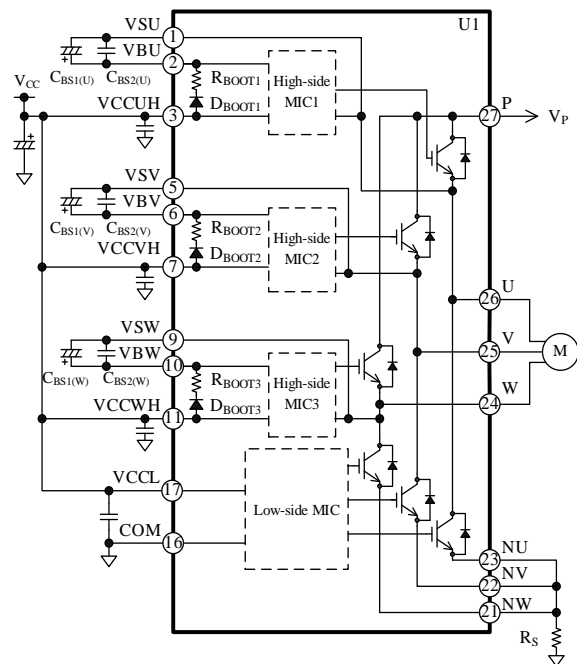 VSU
U1
1
VBU
CBS1(U)
CBS2(U)
2
RBOOT1
High-side
MIC1
VCC
VCCUH
DBOOT1
3
P
27
VP
VSV
5
VBV
CBS1(V)
CBS2(V)
6
RBOOT2
High-side
MIC2
VCCVH
DBOOT2
7
U
26
VSW
9
V
25
M
VBW
CBS1(W)
CBS2(W)
10
RBOOT3
High-side
MIC3
W
24
VCCWH
DBOOT3
11
VCCL
17
Low-side MIC
COM
16
NU
23
NV
22
NW
21
RS